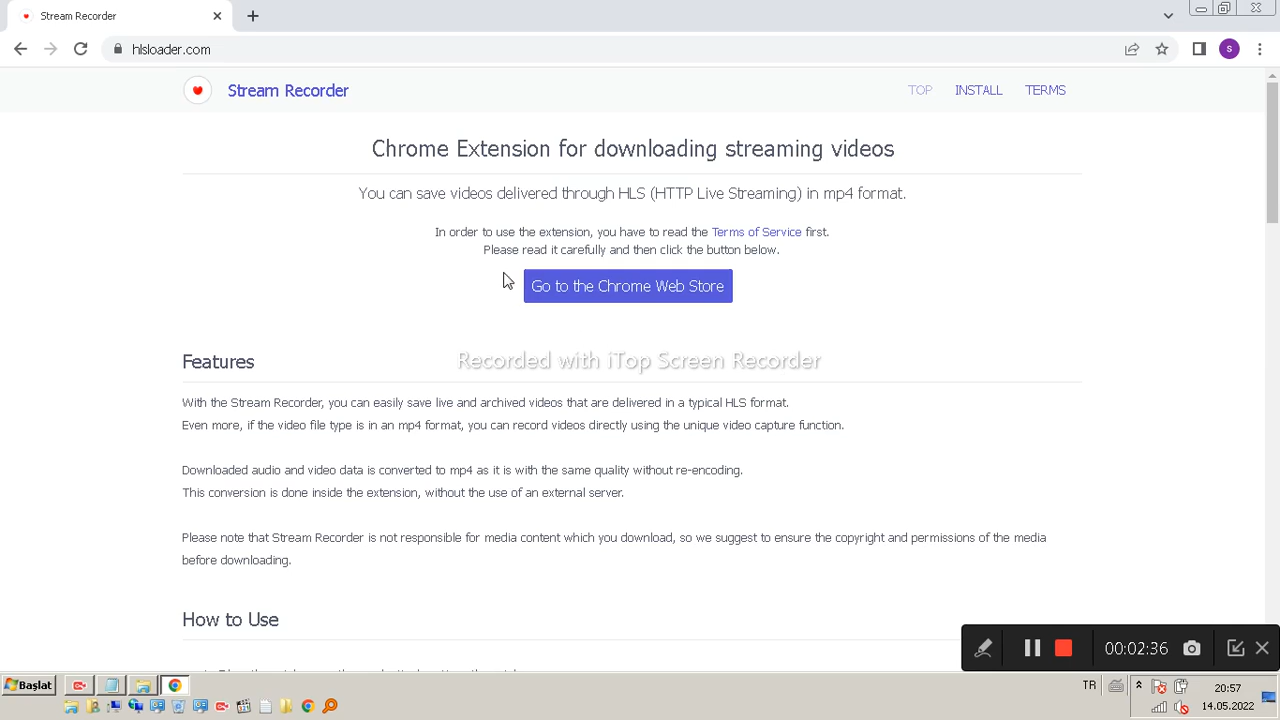 Stream Recorder
hlsloader.com
S
Stream Recorder
TOP INSTALL TERMS
Chrome Extension for downloading streaming videos
You can save videos delivered through HLS (HTTP Live Streaming) in mp4 format.
In order to use the extension, you have to read the Terms of Service first.
Please read it carefully and then click the button below.
Go to the Chrome Web Store
Recorded with iTop Screen Recorder
Features
With the Stream Recorder, you can easily save live and archived videos that are delivered in a typical HLS format.
Even more, if the video file type is in an mp4 format, you can record videos directly using the unique video capture function.
Downloaded audio and video data is converted to mp4 as it is with the same quality without re-encoding.
This conversion is done inside the extension, without the use of an external server.
Please note that Stream Recorder is not responsible for media content which you download, so we suggest to ensure the copyright and permissions of the media
before downloading.
How to Use
00:02:36
Başlat
TR
20:57
14.05.2022